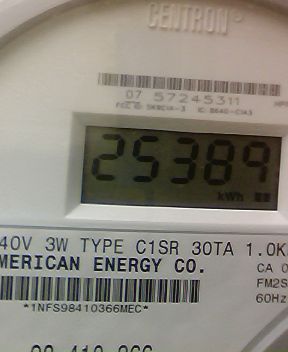 CENTRON
07 57245311
25389
kWh
40V 3W TYPE C1SR 30TA 1.0K
MERICAN ENERGY CO.
CA 0
FM2S
60Hz
*1NFS98410366MEC*